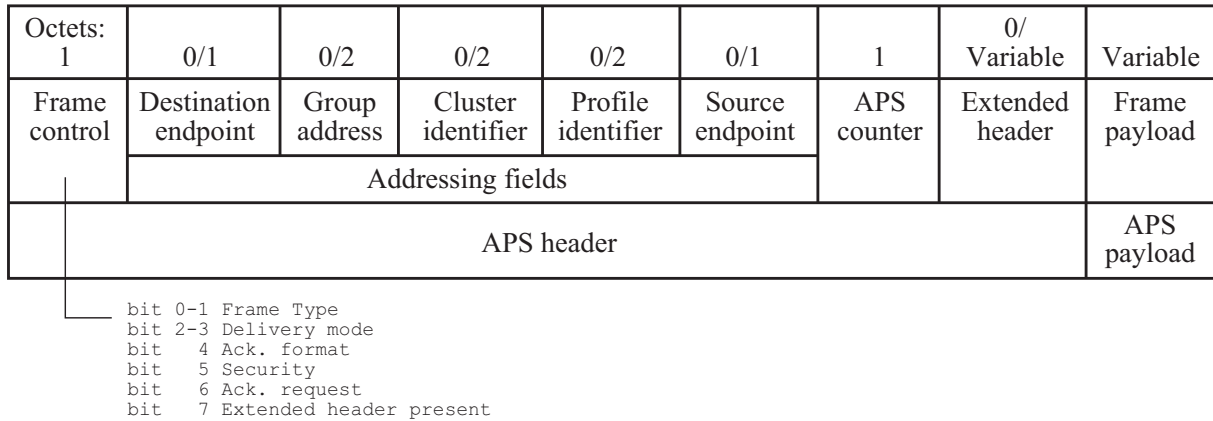 Octets:
1
0/1
0/2
0/2
0/2
0/1
1
0/
Variable
Variable
Frame
control
Destination
endpoint
Group
address
Cluster
identifier
Profile
identifier
Source
endpoint
APS
counter
Extended
header
Frame
payload
Addressing fields
APS header
APS
payload
bit 0-1 Frame Type
bit 2-3 Delivery mode
bit   4 Ack. format
bit   5 Security
bit   6 Ack. request
bit   7 Extended header present